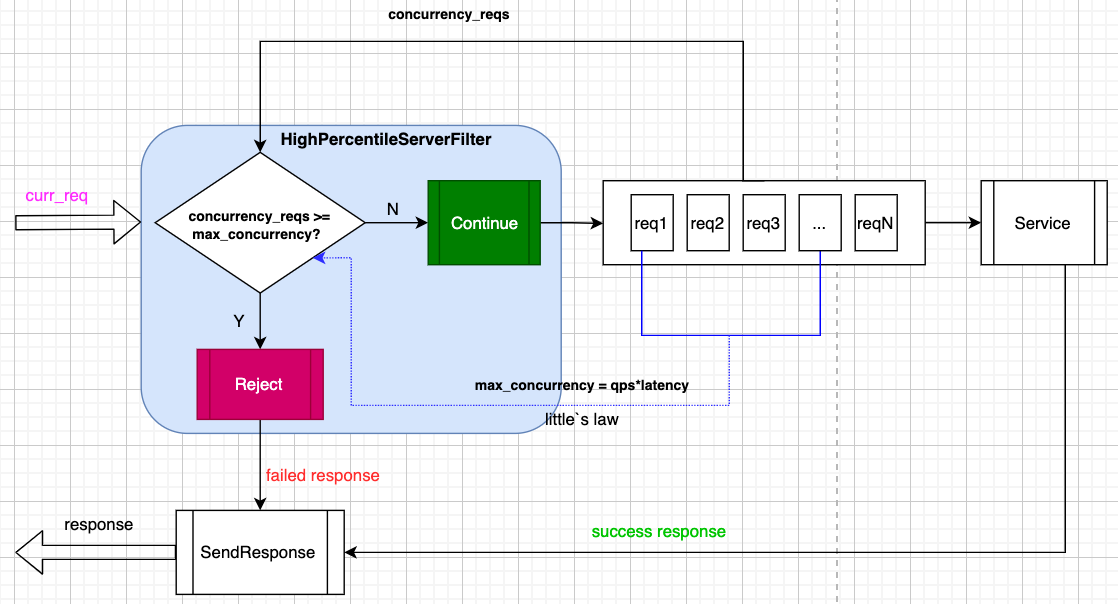 concurrency_reqs
HighPercentileServerFilter
curr_req
concurrency_reqs >=
max_concurrency?
N
Continue
req1
req2
req3
...
reqN
Service
Y
Reject
max_concurrency = qps*latency
little`s law
failed response
response
SendResponse
success response